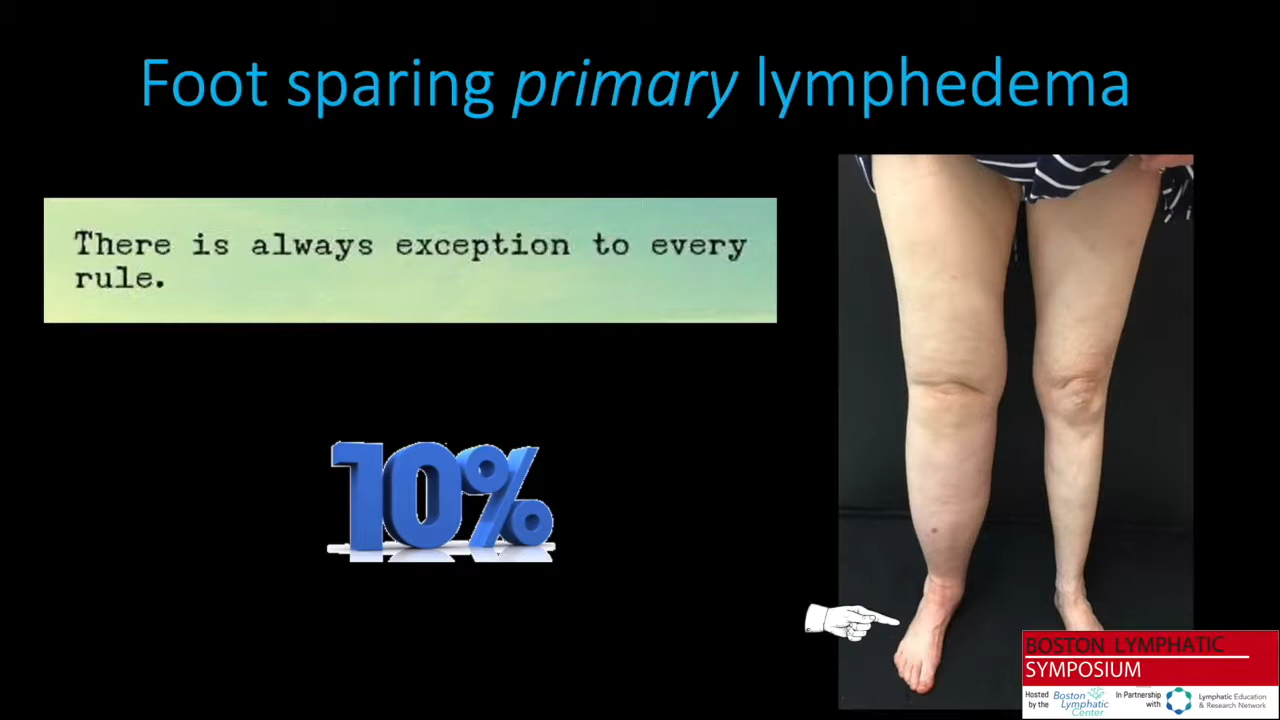 Foot sparing primary lymphedema
There is always exception to every
rule.
10%
BOSTON LYMPHATIC
SYMPOSIUM
Hosted
by the
Boston
Lymphatic
Center
In Partnership
with
Lymphatic Education
& Research Network